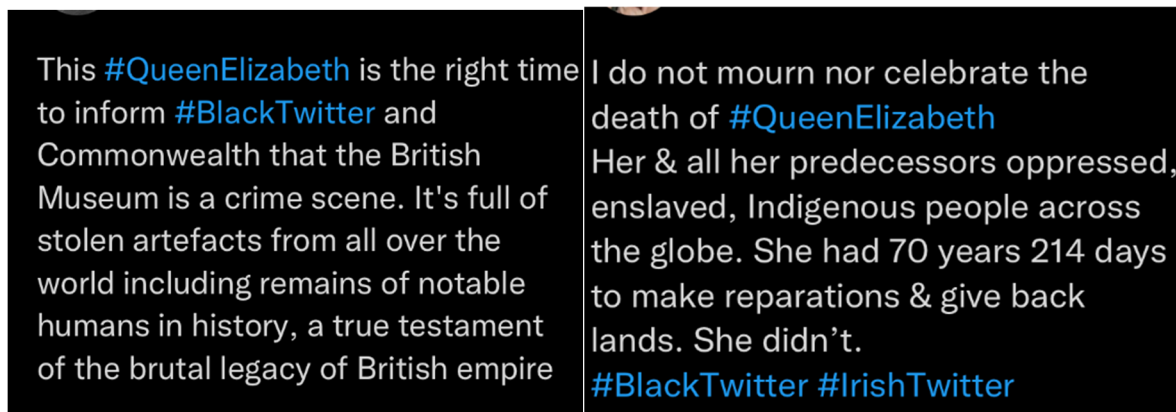 This #QueenElizabeth is the right time
to inform #BlackTwitter and
Commonwealth that the British
Museum is a crime scene. It's full of
stolen artefacts from all over the
world including remains of notable
humans in history, a true testament
of the brutal legacy of British empire
I do not mourn nor celebrate the
death of #QueenElizabeth
Her & all her predecessors oppressed,
enslaved, Indigenous people across
the globe. She had 70 years 214 days
to make reparations & give back
lands. She didn’t.
#BlackTwitter #IrishTwitter